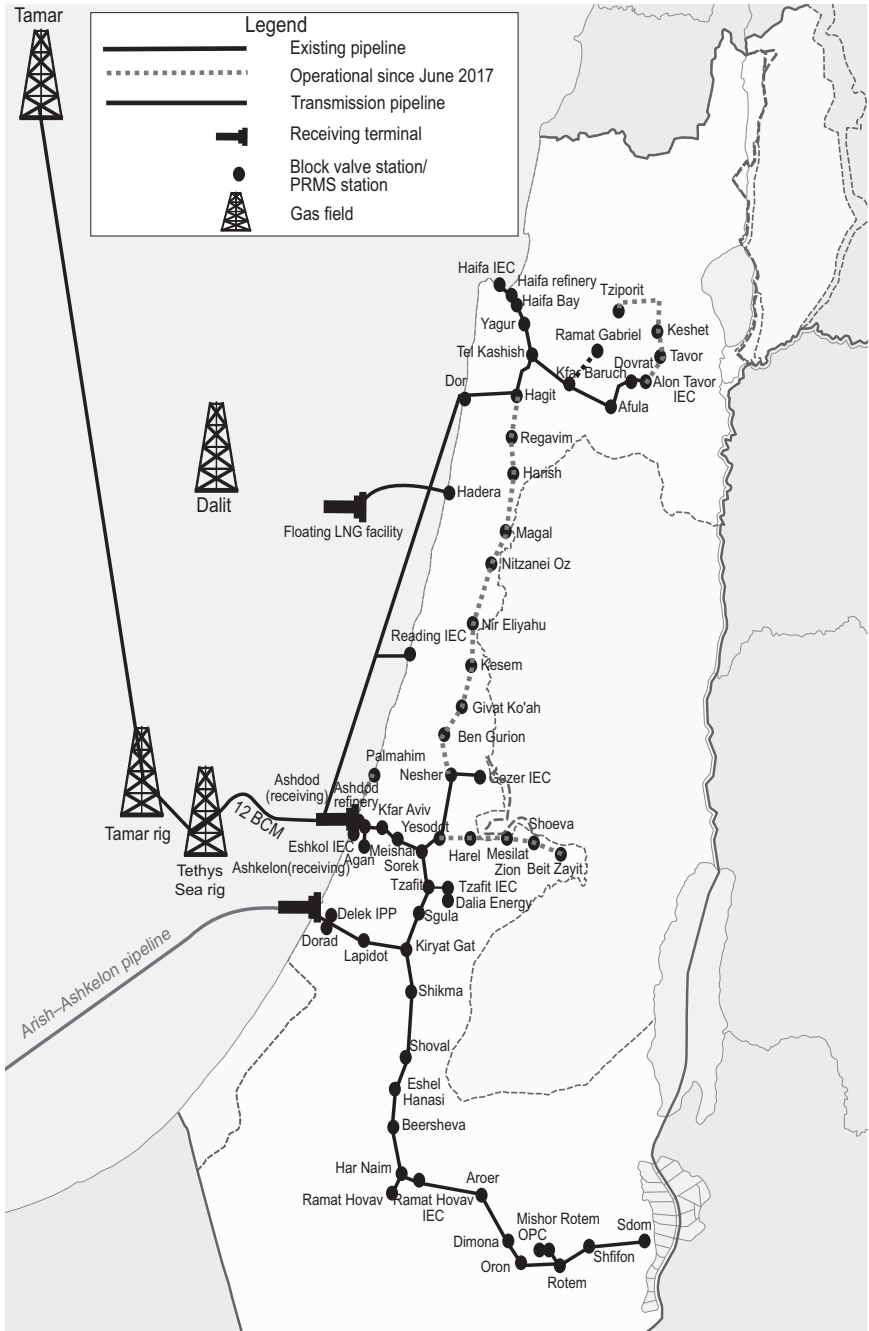 Tamar
Legend
Existing pipeline
Operational since June 2017
Transmission pipeline
Receiving terminal
Block valve station/
PRMS station
Gas field
Haifa IEC
Haifa refinery
Haifa Bay
Tziporit
Yagur
Ramat Gabriel
Keshet
Tel Kashish
Dovrat
Tavor
Kfar Baruch
Dor
Hagit
Alon Tavor
IEC
Afula
Regavim
Harish
Hadera
Dalit
Floating LNG facility
Magal
Nitzanei Oz
Nir Eliyahu
Reading IEC
Kesem
Givat Ko'ah
Ben Gurion
Palmahim
Nesher
Gezer IEC
Ashdod
(receiving)
Ashdod
refinery
12 BCM
Kfar Aviv
Yesodot
Shoeva
Tamar rig
Eshkol IEC
Agan
Meishar
Sorek
Harel
Mesilat
Zion
Beit Zayit
Tethys
Sea rig
Ashkelon(receiving)
Tzafit
Tzafit IEC
Dalia Energy
Delek IPP
Sgula
Dorad
Lapidot
Kiryat Gat
Arish–Ashkelon pipeline
Shikma
Shoval
Eshel
Hanasi
Beersheva
Har Naim
Ramat Hovav
Ramat Hovav
IEC
Aroer
Mishor Rotem
OPC
Sdom
Dimona
Shfifon
Oron
Rotem